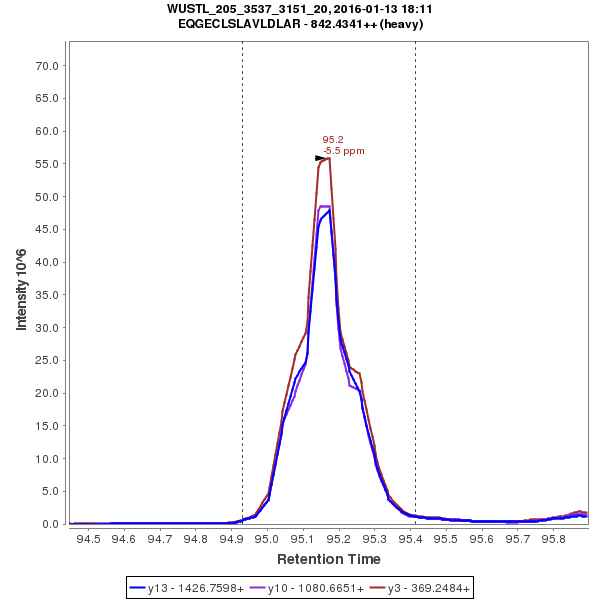 WUSTL_205_3537_3151_20, 2016-01-13 18:11
EQGECLSLAVLDLAR - 842.4341++ (heavy)
95.2
-5.5 ppm
Intensity 10^6
70.0
65.0
60.0
55.0
50.0
45.0
40.0
35.0
30.0
25.0
20.0
15.0
10.0
5.0
0.0
94.5 94.6 94.7 94.8 94.9 95.0 95.1 95.2 95.3 95.4 95.5 95.6 95.7 95.8
Retention Time
y13 - 1426.7598+ y10 - 1080.6651+ y3 - 369.2484+